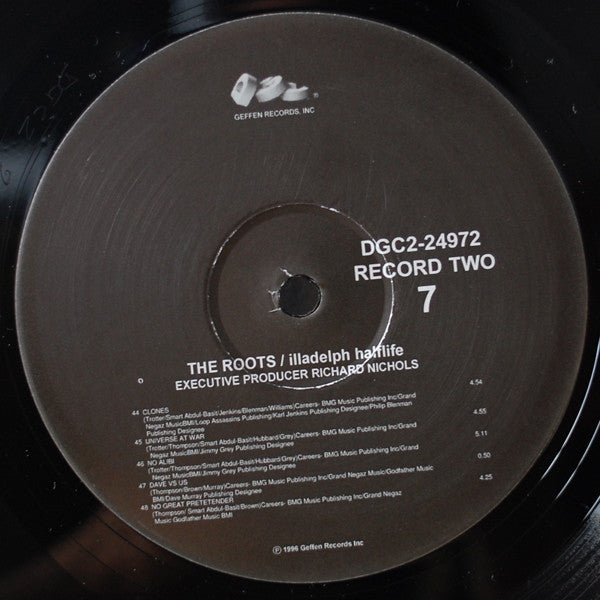 GEFFEN RECORDS, INC
DGC2-24972
RECORD TWO
7
THE ROOTS / illadelph halflife
EXECUTIVE PRODUCER RICHARD NICHOLS
44 CLONES 4.54
(Trotter/Smart Abdul-Basit/Jenkins/Blenman/Williams)Careers- BMG Music Publishing Inc/Grand
Negaz MusicBMI/Loop Assassins Publishing/Karl Jenkins Publishing Designee/Philip Blenman
Publishing Designee
45 UNIVERSE AT WAR 4.55
(Trotter/Thompson/Smart Abdul-Basit/Hubbard/Grey)Careers- BMG Music Publishing Inc/Grand
Negaz MusicBMI/Jimmy Grey Publishing Designee
46 NO ALIBI 5.11
(Trotter/Thompson/Smart Abdul-Basit/Hubbard/Grey)Careers- BMG Music Publishing Inc/Grand
Negaz MusicBMI/Jimmy Grey Publishing Designee
47 DAVE VS US 0.50
(Thompson/Brown/Murray)Careers- BMG Music Publishing Inc/Grand Negaz Music/Godfather Music
BMI/Dave Murray Publishing Designee
48 NO GREAT PRETETENDER 4.25
(Thompson/ Smart Abdul-Basit/Brown)Careers- BMG Music Publishing Inc/Grand Negaz
Music Godfather Music BMI
℗ 1996 Geffen Records Inc